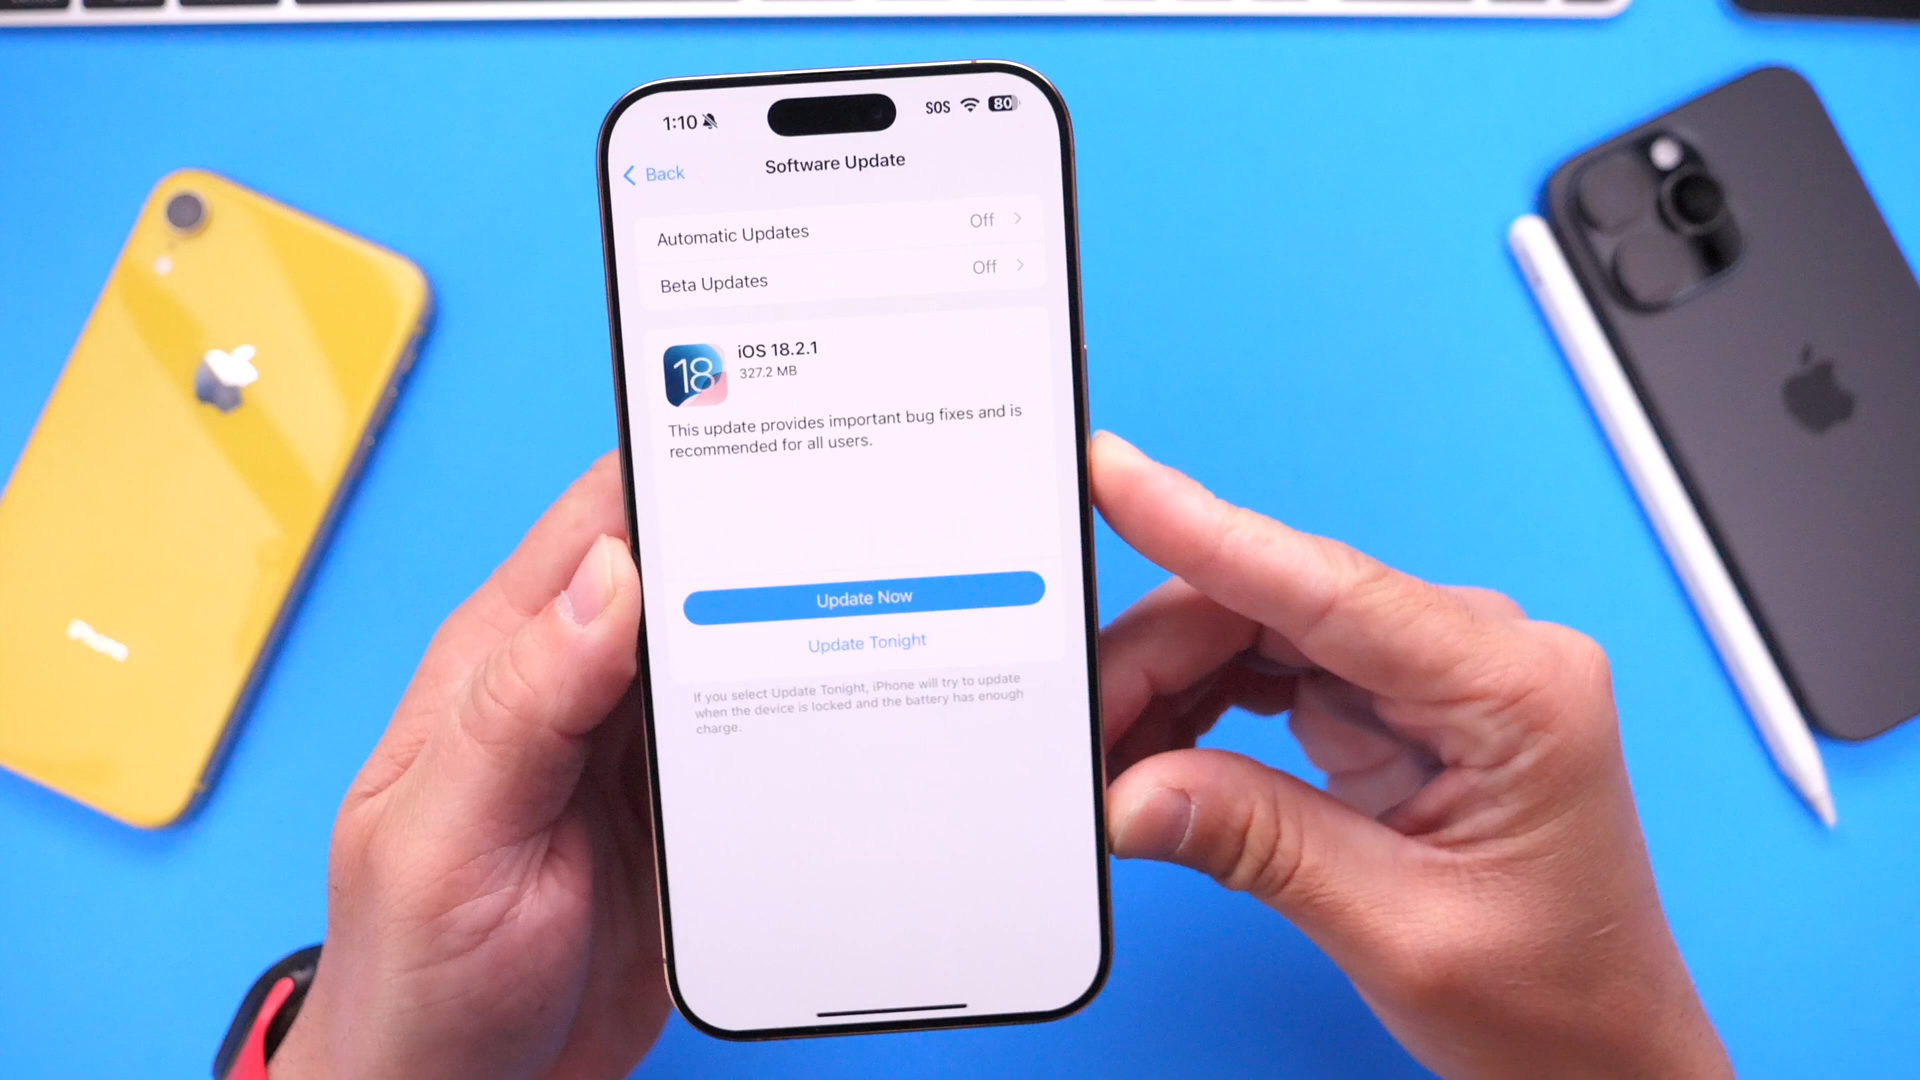 1:10
SOS
80
Back
Software Update
Automatic Updates
Off
Beta Updates
Off
18
iOS 18.2.1
327.2 MB
This update provides important bug fixes and is
recommended for all users.
Update Now
Update Tonight
If you select Update Tonight, iPhone will try to update
when the device is locked and the battery has enough
charge.
iPhone